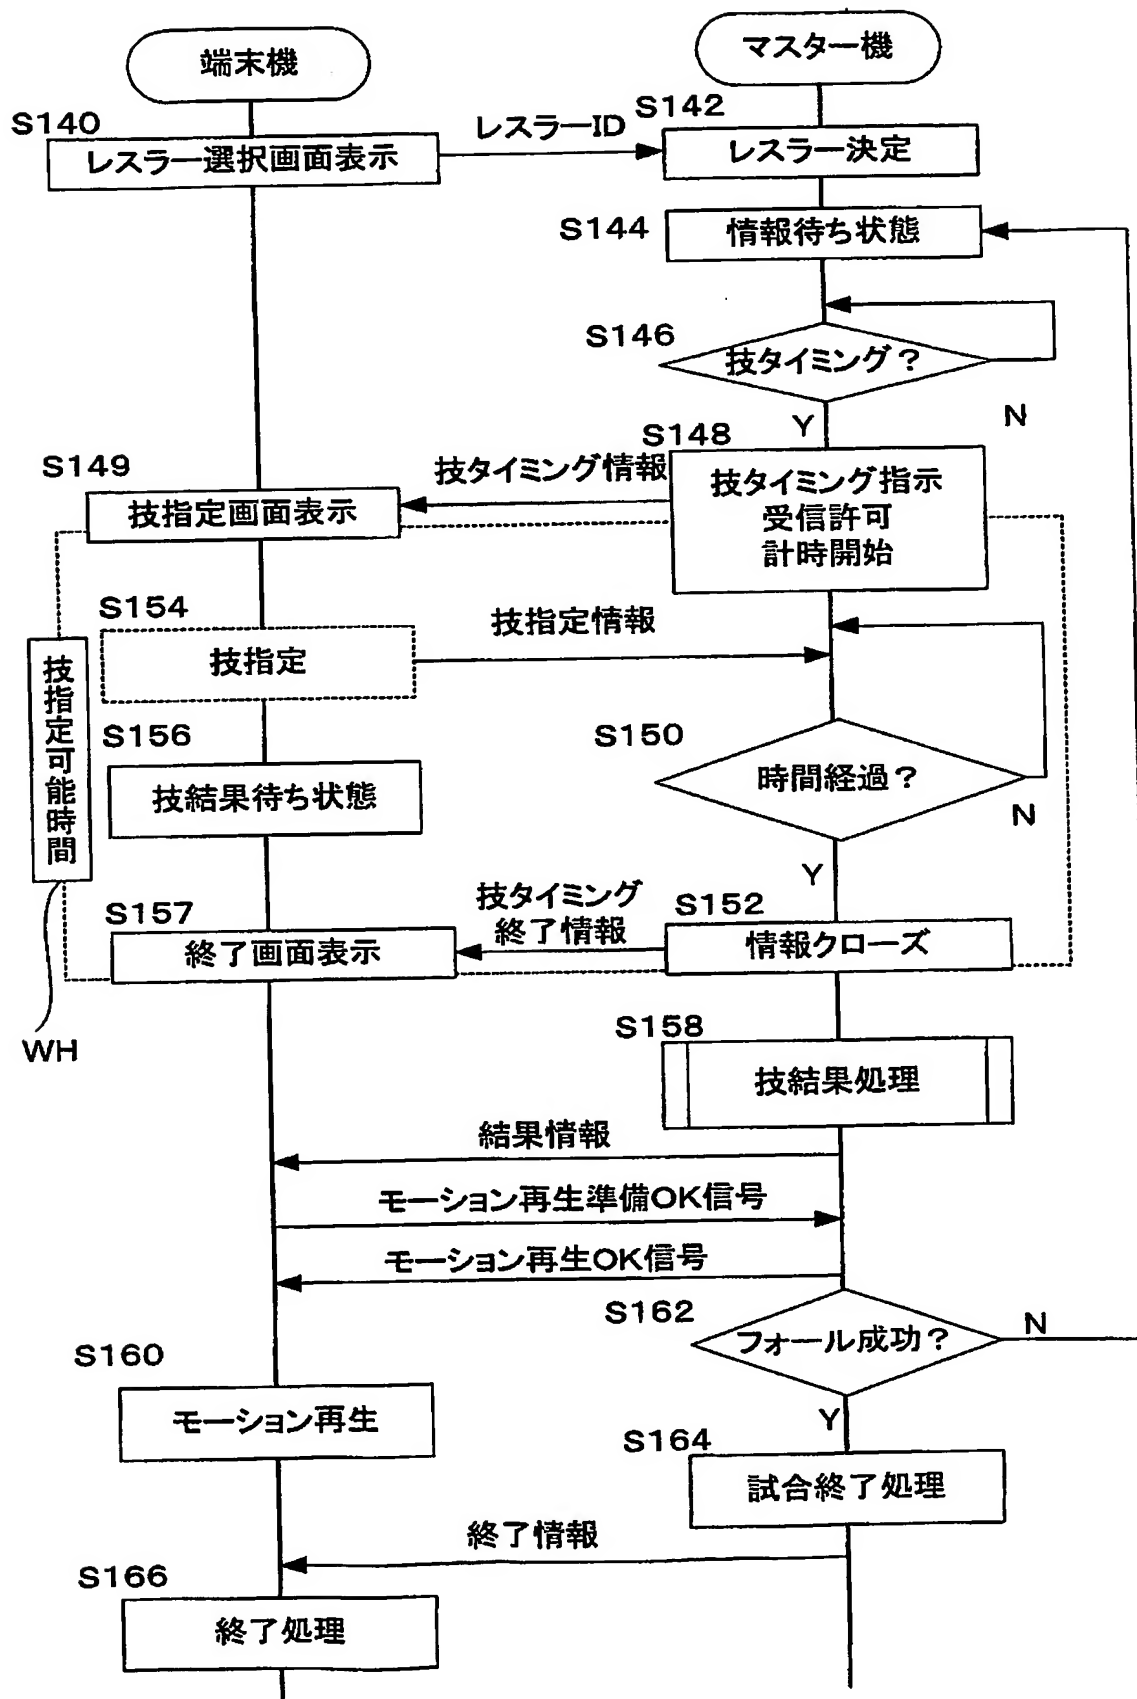 端末機
マスター機
S140
レスラー選択画面表示
レスラーID
S142
レスラー決定
S144
情報待ち状態
S146
技タイミング？
N
Y
S148
技タイミング指示
受信許可
計時開始
技タイミング情報
S149
技指定画面表示
S154
技指定
技指定情報
技指定可能時間
WH
S156
技結果待ち状態
S150
時間経過？
N
Y
S152
情報クローズ
技タイミング
終了情報
S157
終了画面表示
S158
技結果処理
結果情報
モーション再生準備OK信号
モーション再生OK信号
S162
フォール成功？
N
Y
S160
モーション再生
S164
試合終了処理
終了情報
S166
終了処理